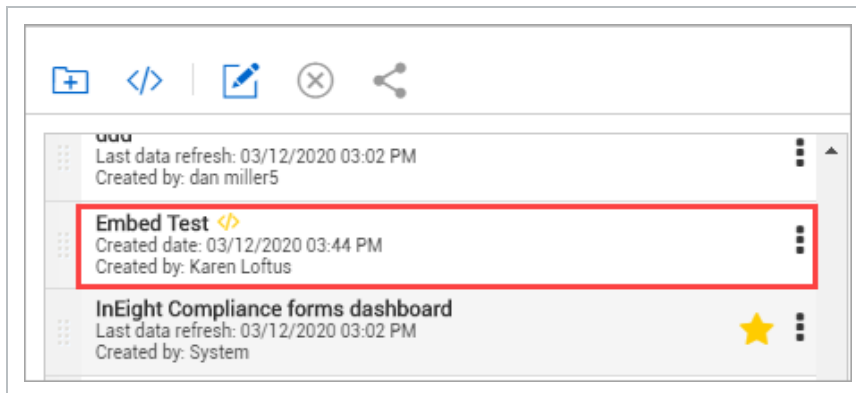 Last data refresh: 03/12/2020 03:02 PM
Created by: dan miller5
Embed Test </>
Created date: 03/12/2020 03:44 PM
Created by: Karen Loftus
InEight Compliance forms dashboard
Last data refresh: 03/12/2020 03:02 PM
Created by: System